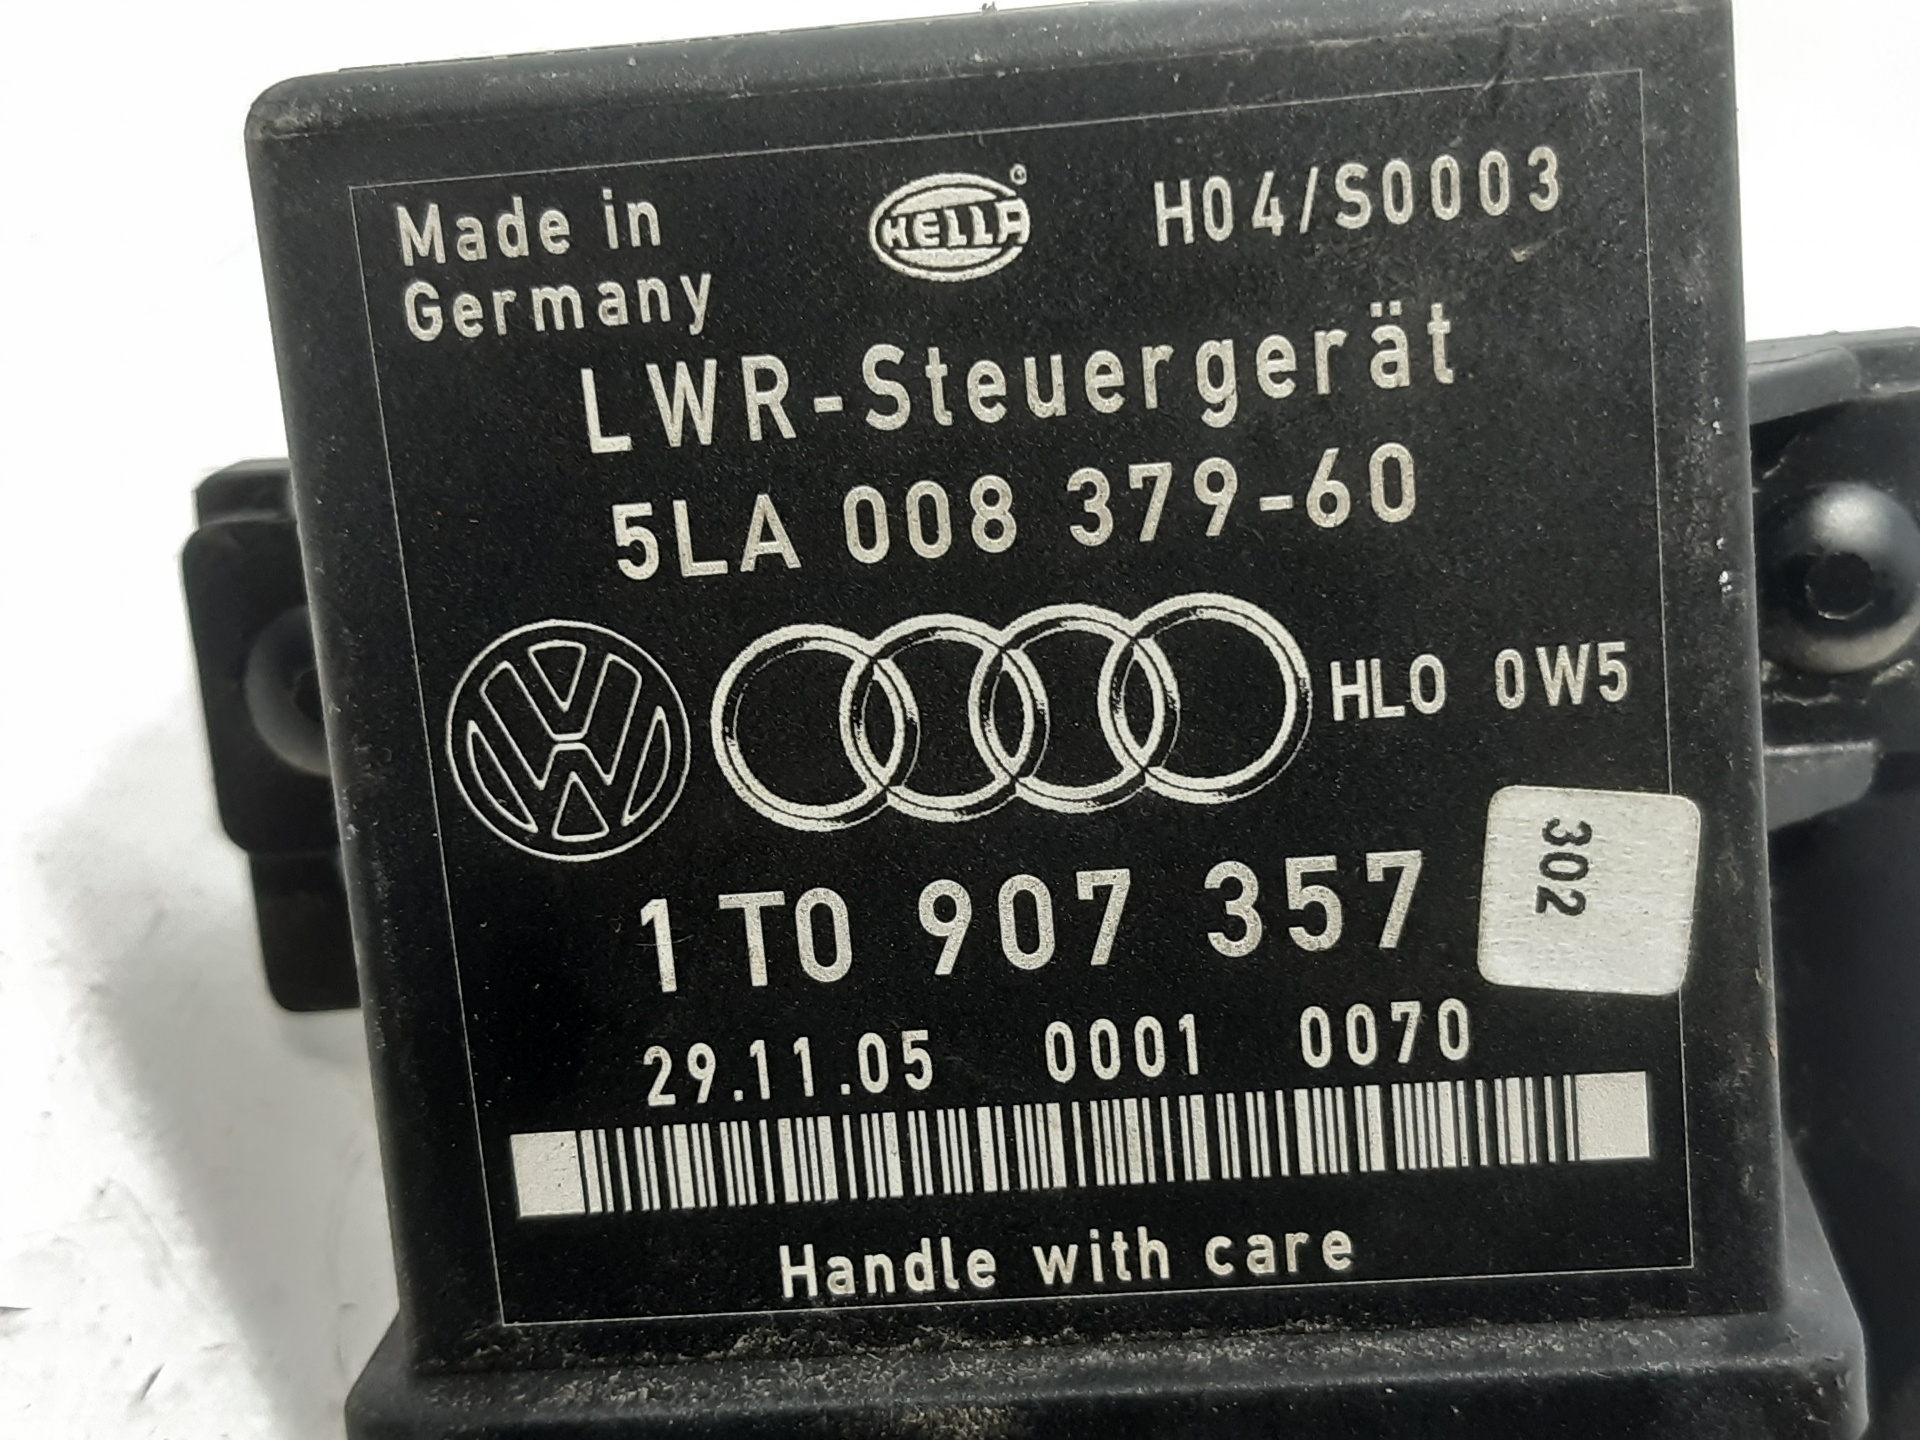 Made in
Germany
HELLA
H04/S0003
LWR-Steuergerät
5LA 008 379-60
HLO 0W5
1T0 907 357
302
29.11.05 0001 0070
Handle with care